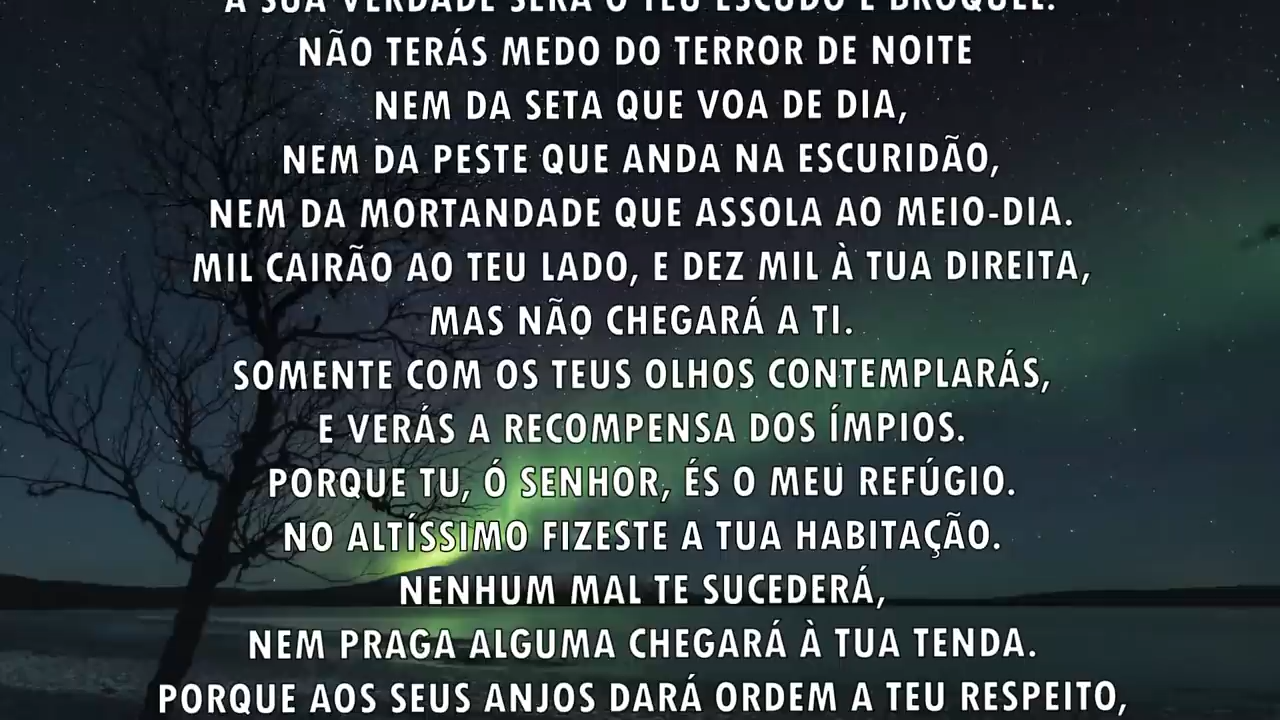 A SUA VERDADE SERÁ O TEU ESCUDO E BROQUEL.
NÃO TERÁS MEDO DO TERROR DE NOITE
NEM DA SETA QUE VOA DE DIA,
NEM DA PESTE QUE ANDA NA ESCURIDÃO,
NEM DA MORTANDADE QUE ASSOLA AO MEIO-DIA.
MIL CAIRÃO AO TEU LADO, E DEZ MIL À TUA DIREITA,
MAS NÃO CHEGARÁ A TI.
SOMENTE COM OS TEUS OLHOS CONTEMPLARÁS,
E VERÁS A RECOMPENSA DOS ÍMPIOS.
PORQUE TU, Ó SENHOR, ÉS O MEU REFÚGIO.
NO ALTÍSSIMO FIZESTE A TUA HABITAÇÃO.
NENHUM MAL TE SUCEDERÁ,
NEM PRAGA ALGUMA CHEGARÁ À TUA TENDA.
PORQUE AOS SEUS ANJOS DARÁ ORDEM A TEU RESPEITO,